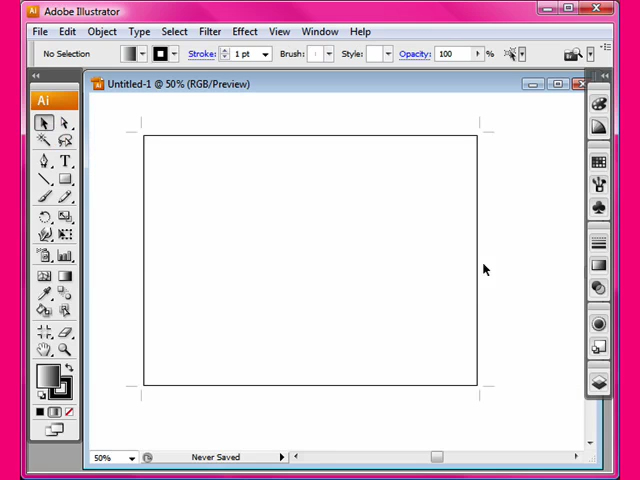 Ai Adobe Illustrator
File Edit Object Type Select Filter Effect View Window Help
No Selection Stroke: 1 pt Brush: Style: Opacity: 100 %
Untitled-1 @ 50% (RGB/Preview)
Ai
T
50% Never Saved